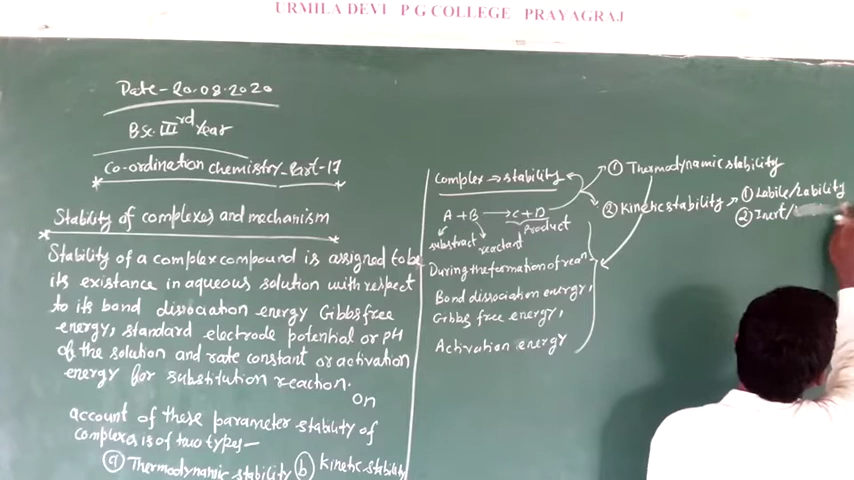 URMILA DEVI P G COLLEGE PRAYAGRAJ
Date-20.08.2020
BSc. IIIrd Year
Co-ordination chemistry-Part-17
Stability of complexes and mechanism
Stability of a complex compound is assigned to be
its existance in aqueous solution with respect
to its bond dissociation energy Gibbs free
energy, standard electrode potential or pH
of the solution and rate constant or activation
energy for substitution reaction.
On
account of these parameter stability of
complexes is of two types—
(a) Thermodynamic stability (b) Kinetic stability
Complex → stability
① Thermodynamic stability
② Kinetic stability → ① Labile/Lability
② Inert/
A + B → C + D
substract reactant Product
During the formation of reacn
Bond dissociation energy,
Gibbs free energy,
Activation energy